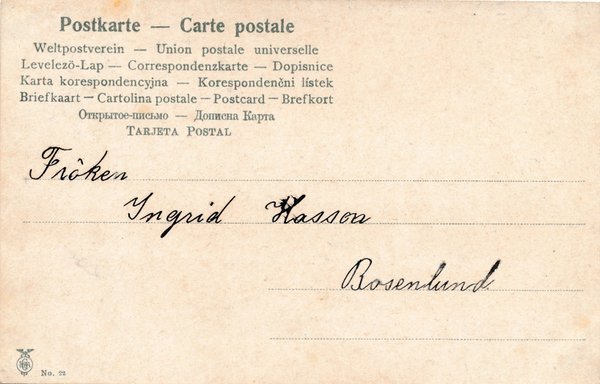 Postkarte — Carte postale
Weltpostverein — Union postale universelle
Levelező-Lap — Correspondenzkarte — Dopisnice
Karta korespondencyjna — Korespondenční lístek
Briefkaart — Cartolina postale — Postcard — Brefkort
Открытое-письмо — Дописна Карта
TARJETA POSTAL
Fröken
Ingrid Hasson
Rosenlund
No. 22